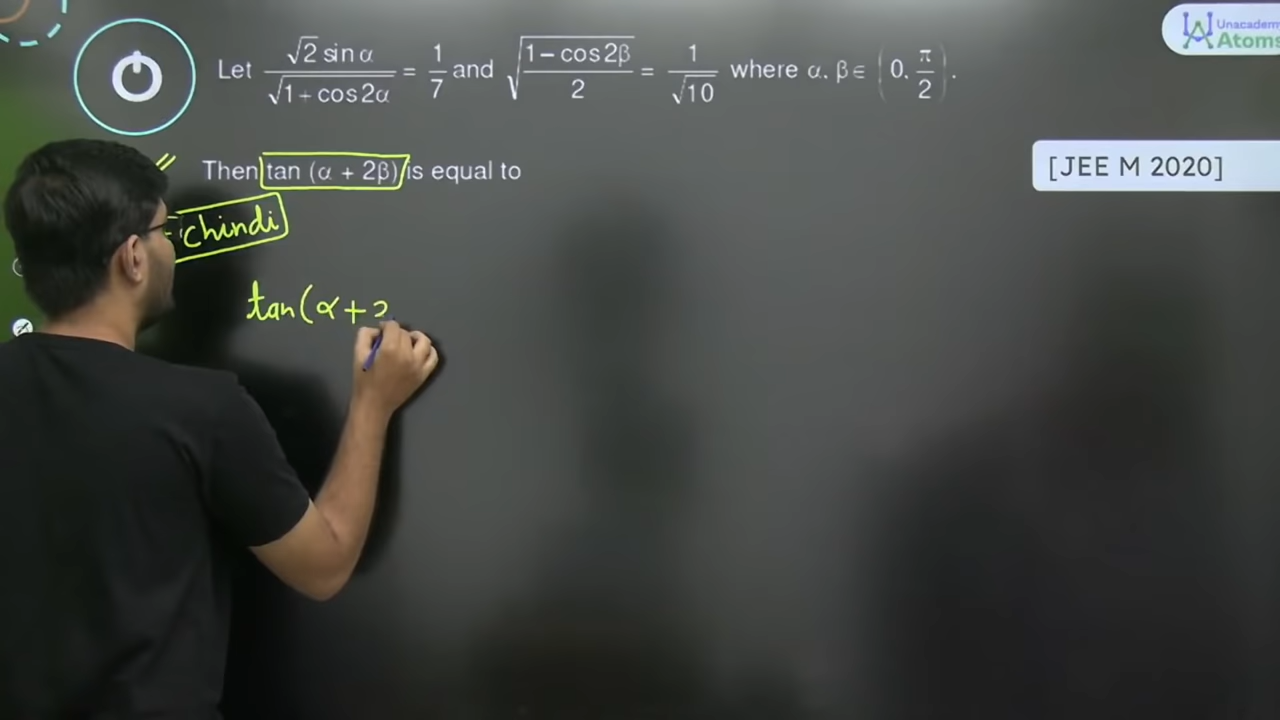 Unacademy
Atoms
Let √2 sin α / √1 + cos 2α = 1/7 and √(1 − cos 2β / 2) = 1/√10 where α, β ∈ (0, π/2).
Then tan (α + 2β) is equal to
[JEE M 2020]
chindi
tan(α + 2